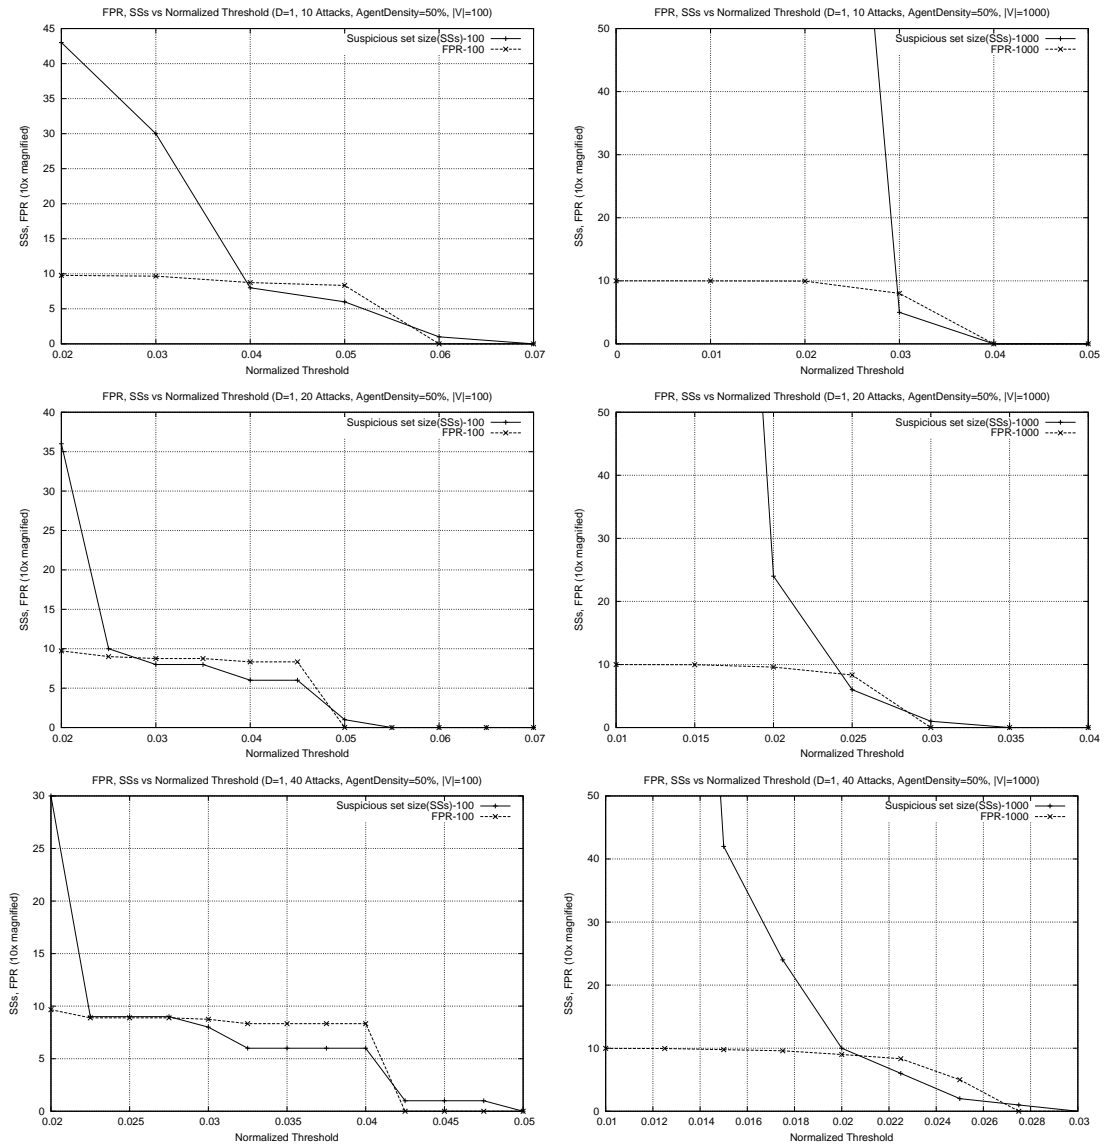 FPR, SSs vs Normalized Threshold (D=1, 10 Attacks, AgentDensity=50%, |V|=100)
Suspicious set size(SSs)-100
FPR-100
45
40
35
30
25
20
15
10
5
0
SSs, FPR (10x magnified)
0.02 0.03 0.04 0.05 0.06 0.07
Normalized Threshold
FPR, SSs vs Normalized Threshold (D=1, 10 Attacks, AgentDensity=50%, |V|=1000)
Suspicious set size(SSs)-1000
FPR-1000
50
40
30
20
10
0
SSs, FPR (10x magnified)
0 0.01 0.02 0.03 0.04 0.05
Normalized Threshold
FPR, SSs vs Normalized Threshold (D=1, 20 Attacks, AgentDensity=50%, |V|=100)
Suspicious set size(SSs)-100
FPR-100
40
35
30
25
20
15
10
5
0
SSs, FPR (10x magnified)
0.02 0.03 0.04 0.05 0.06 0.07
Normalized Threshold
FPR, SSs vs Normalized Threshold (D=1, 20 Attacks, AgentDensity=50%, |V|=1000)
Suspicious set size(SSs)-1000
FPR-1000
50
40
30
20
10
0
SSs, FPR (10x magnified)
0.01 0.015 0.02 0.025 0.03 0.035 0.04
Normalized Threshold
FPR, SSs vs Normalized Threshold (D=1, 40 Attacks, AgentDensity=50%, |V|=100)
Suspicious set size(SSs)-100
FPR-100
30
25
20
15
10
5
0
SSs, FPR (10x magnified)
0.02 0.025 0.03 0.035 0.04 0.045 0.05
Normalized Threshold
FPR, SSs vs Normalized Threshold (D=1, 40 Attacks, AgentDensity=50%, |V|=1000)
Suspicious set size(SSs)-1000
FPR-1000
50
40
30
20
10
0
SSs, FPR (10x magnified)
0.01 0.012 0.014 0.016 0.018 0.02 0.022 0.024 0.026 0.028 0.03
Normalized Threshold